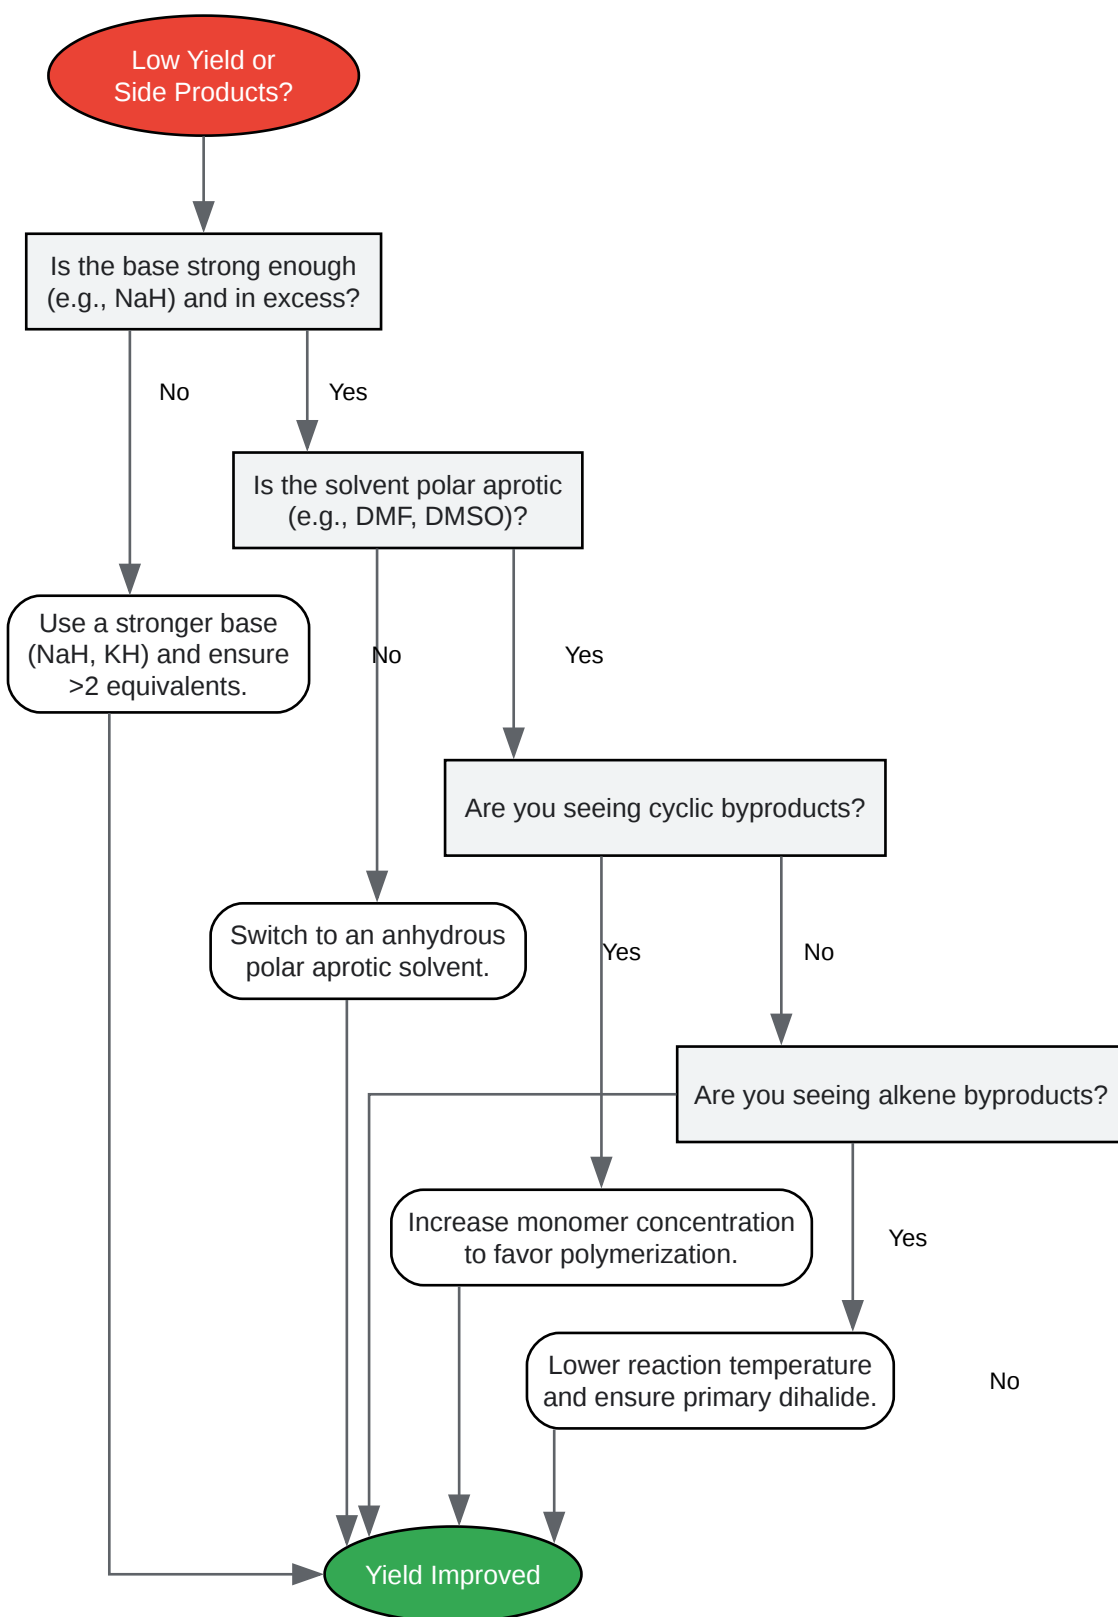 Low Yield or
Side Products?
Is the base strong enough
(e.g., NaH) and in excess?
No
Yes
Is the solvent polar aprotic
(e.g., DMF, DMSO)?
Use a stronger base
(NaH, KH) and ensure
>2 equivalents.
No
Yes
Are you seeing cyclic byproducts?
Switch to an anhydrous
polar aprotic solvent.
Yes
No
Are you seeing alkene byproducts?
Increase monomer concentration
to favor polymerization.
Yes
Lower reaction temperature
and ensure primary dihalide.
No
Yield Improved